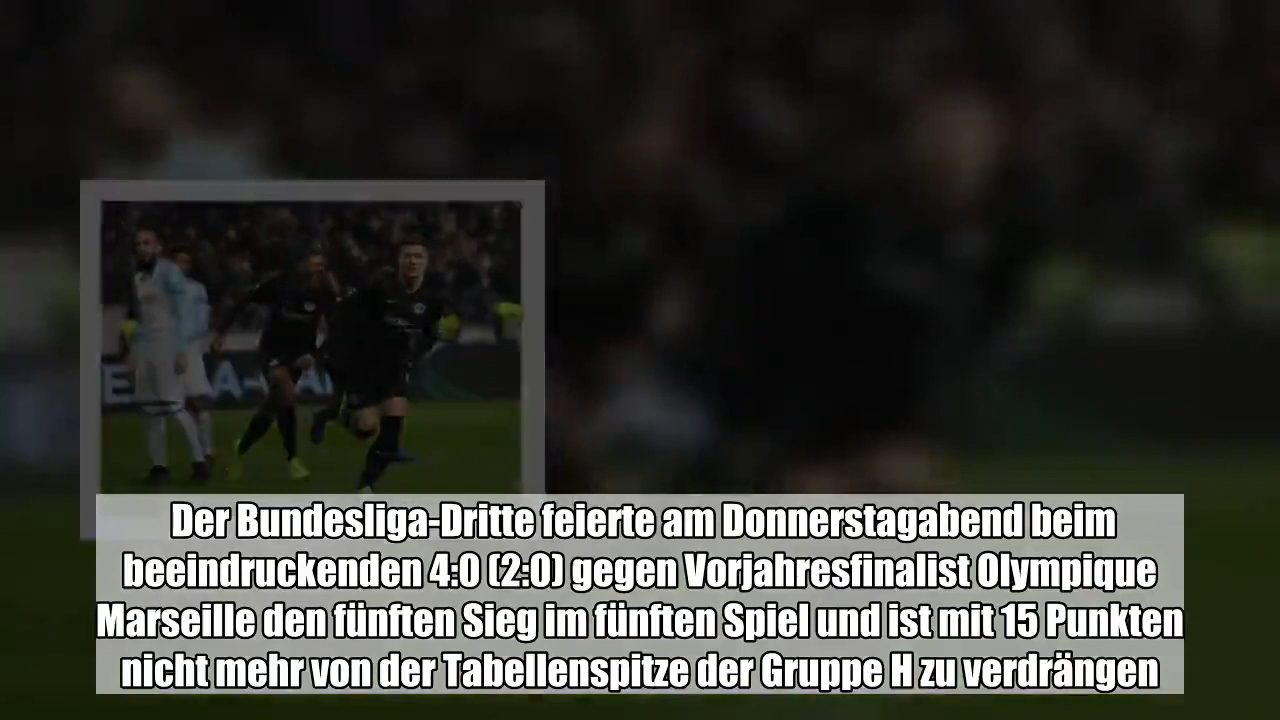 Der Bundesliga-Dritte feierte am Donnerstagabend beim
beeindruckenden 4:0 (2:0) gegen Vorjahresfinalist Olympique
Marseille den fünften Sieg im fünften Spiel und ist mit 15 Punkten
nicht mehr von der Tabellenspitze der Gruppe H zu verdrängen